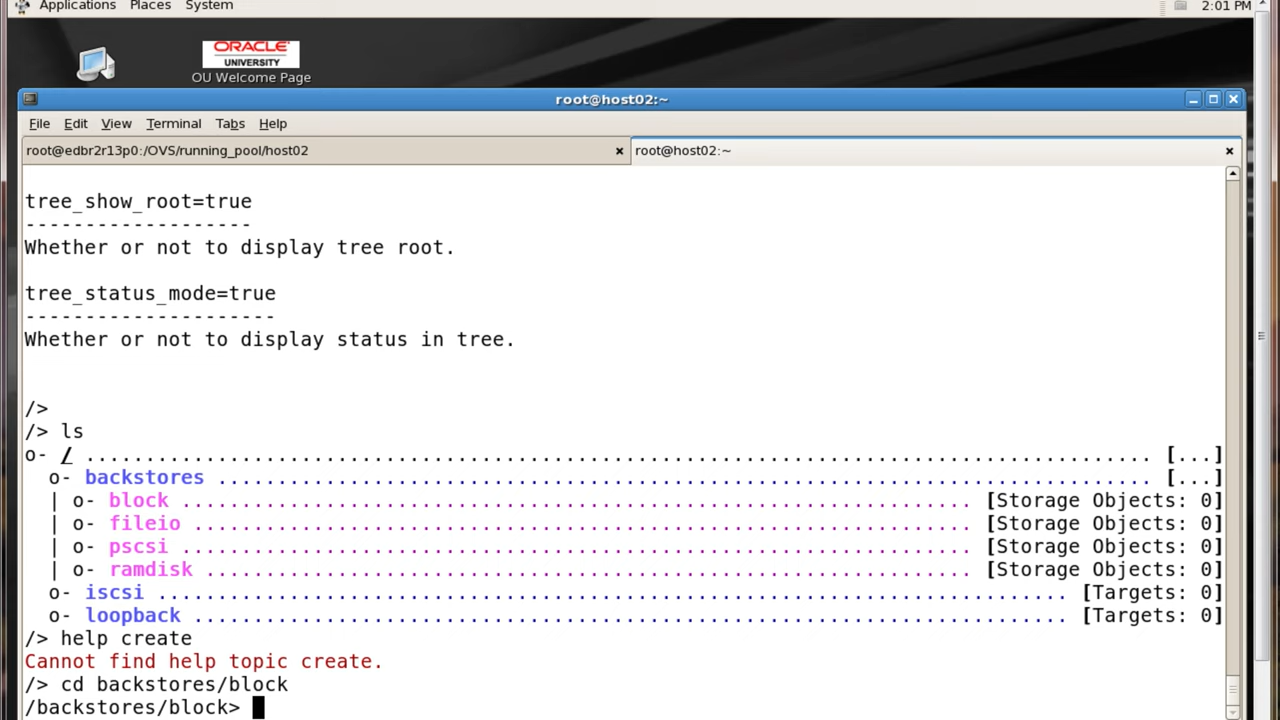 Applications Places System 2:01 PM
ORACLE
UNIVERSITY
OU Welcome Page
root@host02:~
File Edit View Terminal Tabs Help
root@edbr2r13p0:/OVS/running_pool/host02 root@host02:~
tree_show_root=true
-------------------
Whether or not to display tree root.
tree_status_mode=true
---------------------
Whether or not to display status in tree.
/>
/> ls
o- / ......................................................................................... [...]
o- backstores .............................................................................. [...]
| o- block .................................................................. [Storage Objects: 0]
| o- fileio ................................................................. [Storage Objects: 0]
| o- pscsi .................................................................. [Storage Objects: 0]
| o- ramdisk ................................................................ [Storage Objects: 0]
o- iscsi ............................................................................ [Targets: 0]
o- loopback ......................................................................... [Targets: 0]
/> help create
Cannot find help topic create.
/> cd backstores/block
/backstores/block>